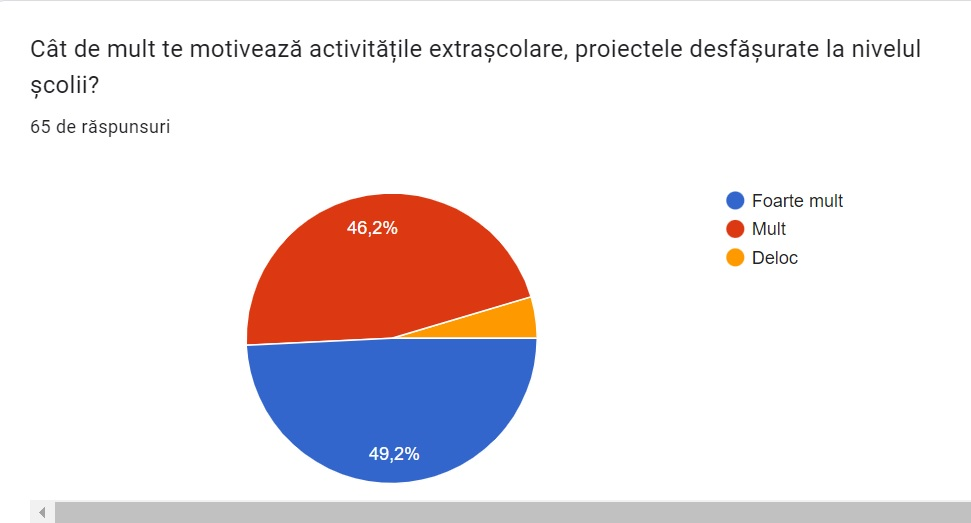 Cât de mult te motivează activitățile extrașcolare, proiectele desfășurate la nivelul
școlii?
65 de răspunsuri
46,2%
49,2%
Foarte mult
Mult
Deloc